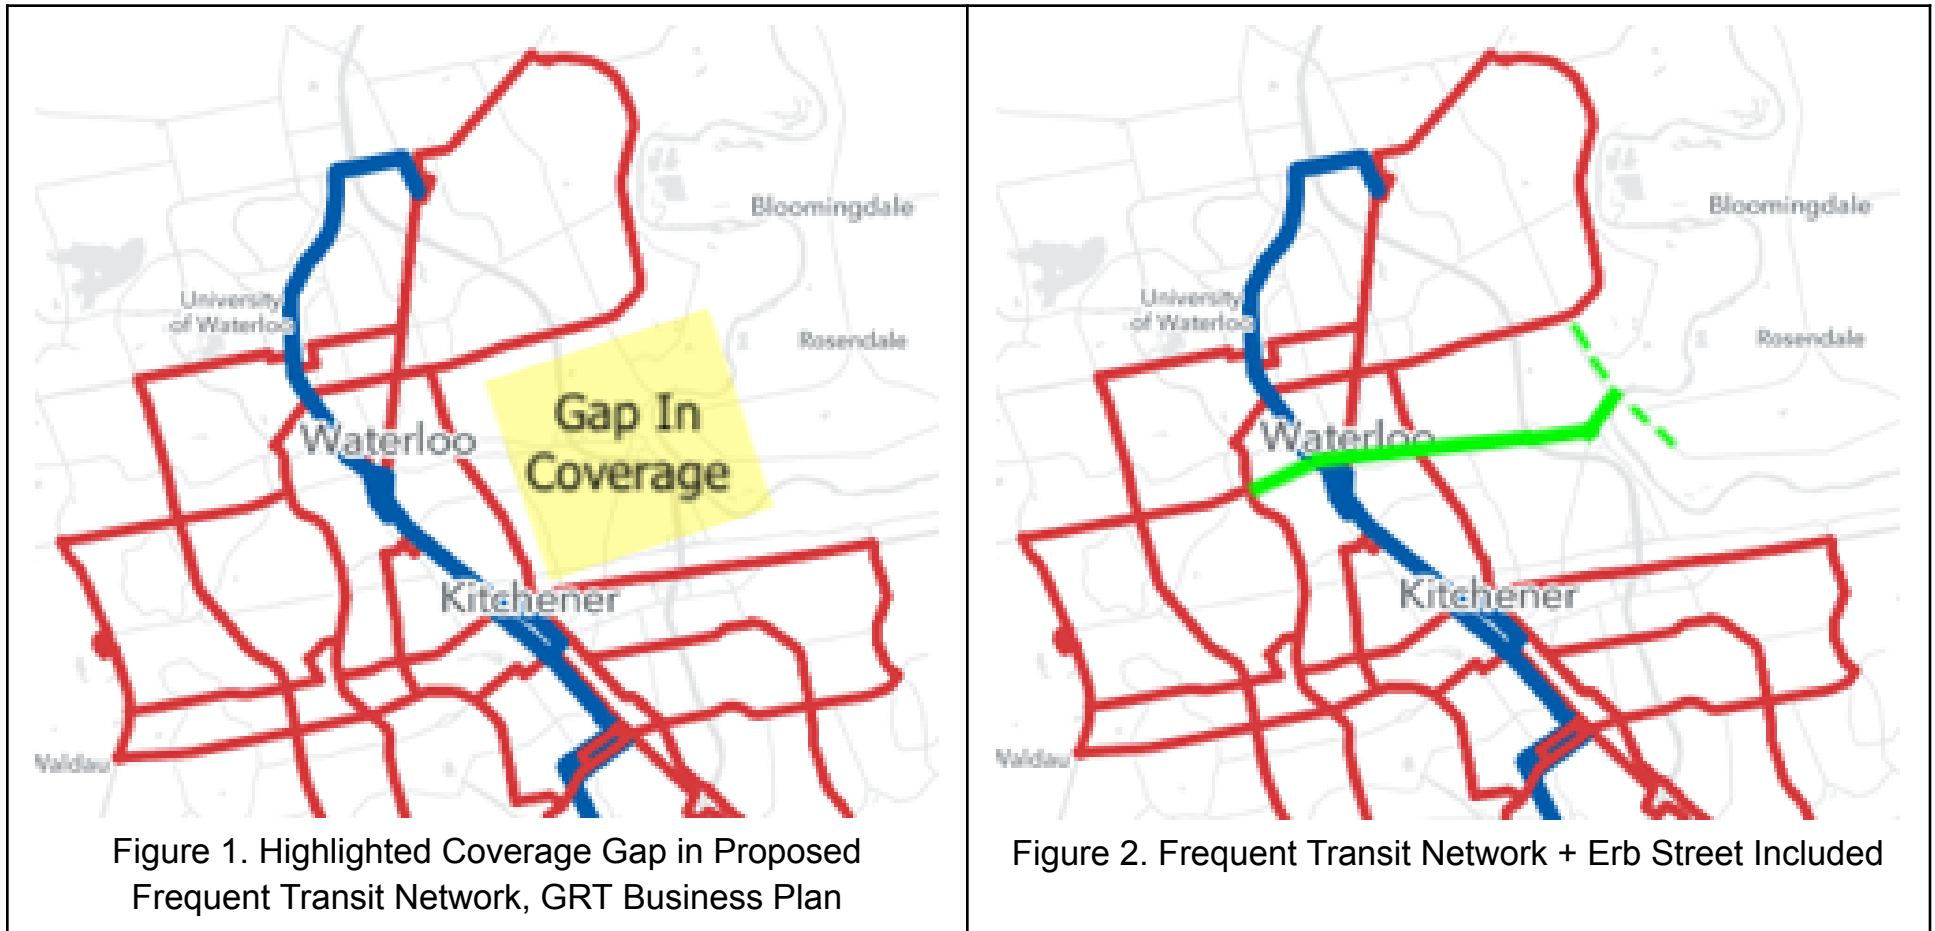 Bloomingdale
University
of Waterloo
Rosendale
Gap In
Coverage
Waterloo
Kitchener
Waldau
Figure 1. Highlighted Coverage Gap in Proposed
Frequent Transit Network, GRT Business Plan
Bloomingdale
University
of Waterloo
Rosendale
Waterloo
Kitchener
Waldau
Figure 2. Frequent Transit Network + Erb Street Included